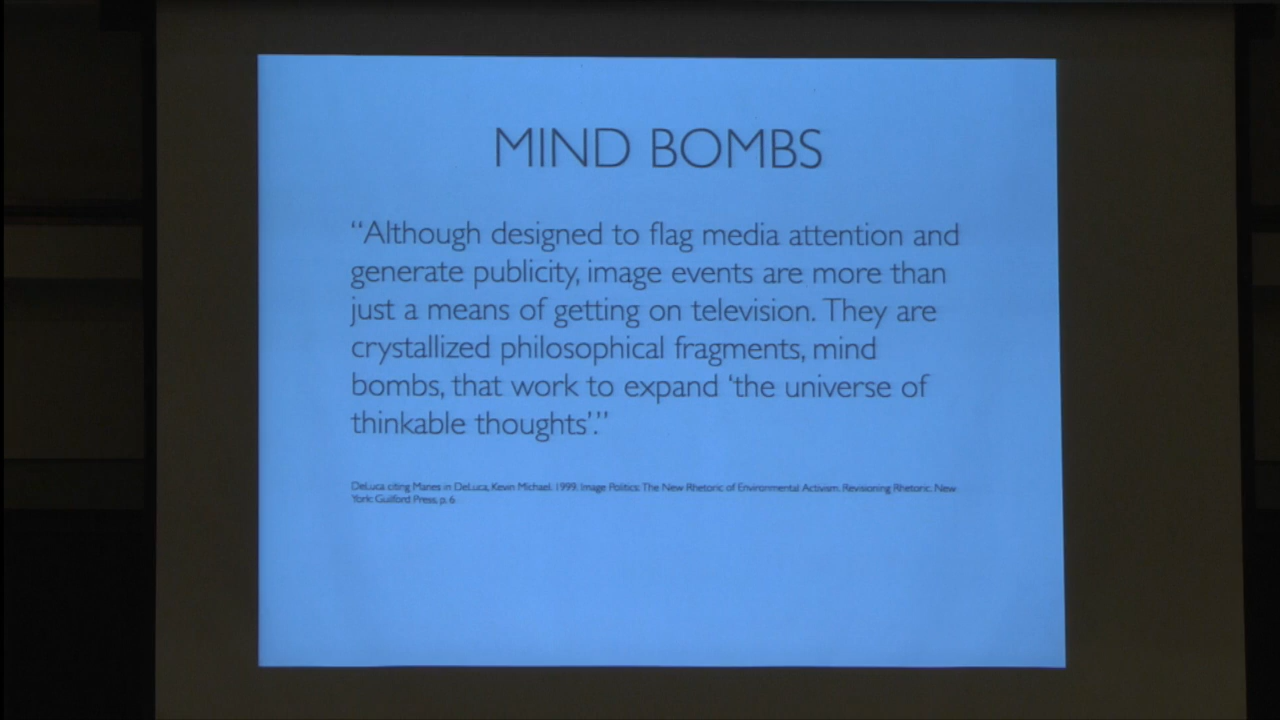 MIND BOMBS
“Although designed to flag media attention and
generate publicity, image events are more than
just a means of getting on television. They are
crystallized philosophical fragments, mind
bombs, that work to expand ‘the universe of
thinkable thoughts’.”
DeLuca citing Manes in DeLuca, Kevin Michael. 1999. Image Politics: The New Rhetoric of Environmental Activism. Revisioning Rhetoric. New
York: Guilford Press, p. 6